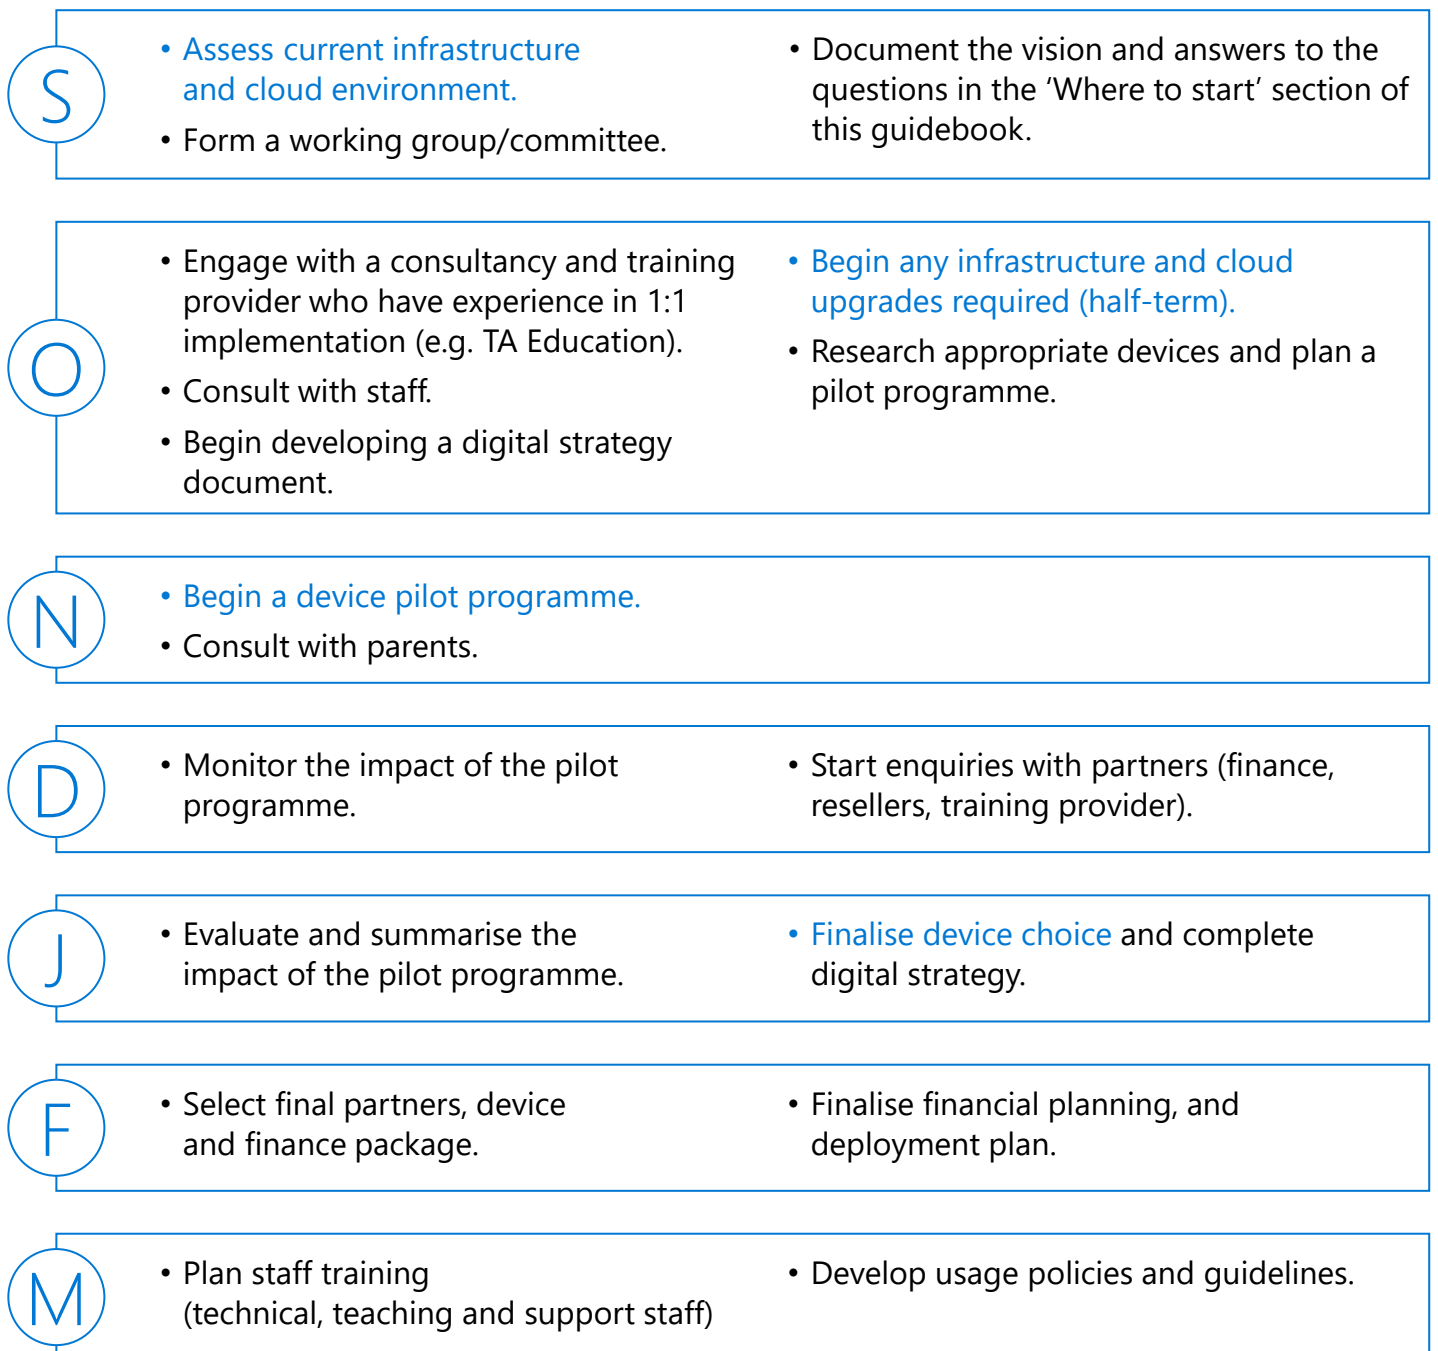 S
• Assess current infrastructure
and cloud environment.
• Form a working group/committee.
• Document the vision and answers to the
questions in the ‘Where to start’ section of
this guidebook.
O
• Engage with a consultancy and training
provider who have experience in 1:1
implementation (e.g. TA Education).
• Consult with staff.
• Begin developing a digital strategy
document.
• Begin any infrastructure and cloud
upgrades required (half-term).
• Research appropriate devices and plan a
pilot programme.
N
• Begin a device pilot programme.
• Consult with parents.
D
• Monitor the impact of the pilot
programme.
• Start enquiries with partners (finance,
resellers, training provider).
J
• Evaluate and summarise the
impact of the pilot programme.
• Finalise device choice and complete
digital strategy.
F
• Select final partners, device
and finance package.
• Finalise financial planning, and
deployment plan.
M
• Plan staff training
(technical, teaching and support staff)
• Develop usage policies and guidelines.